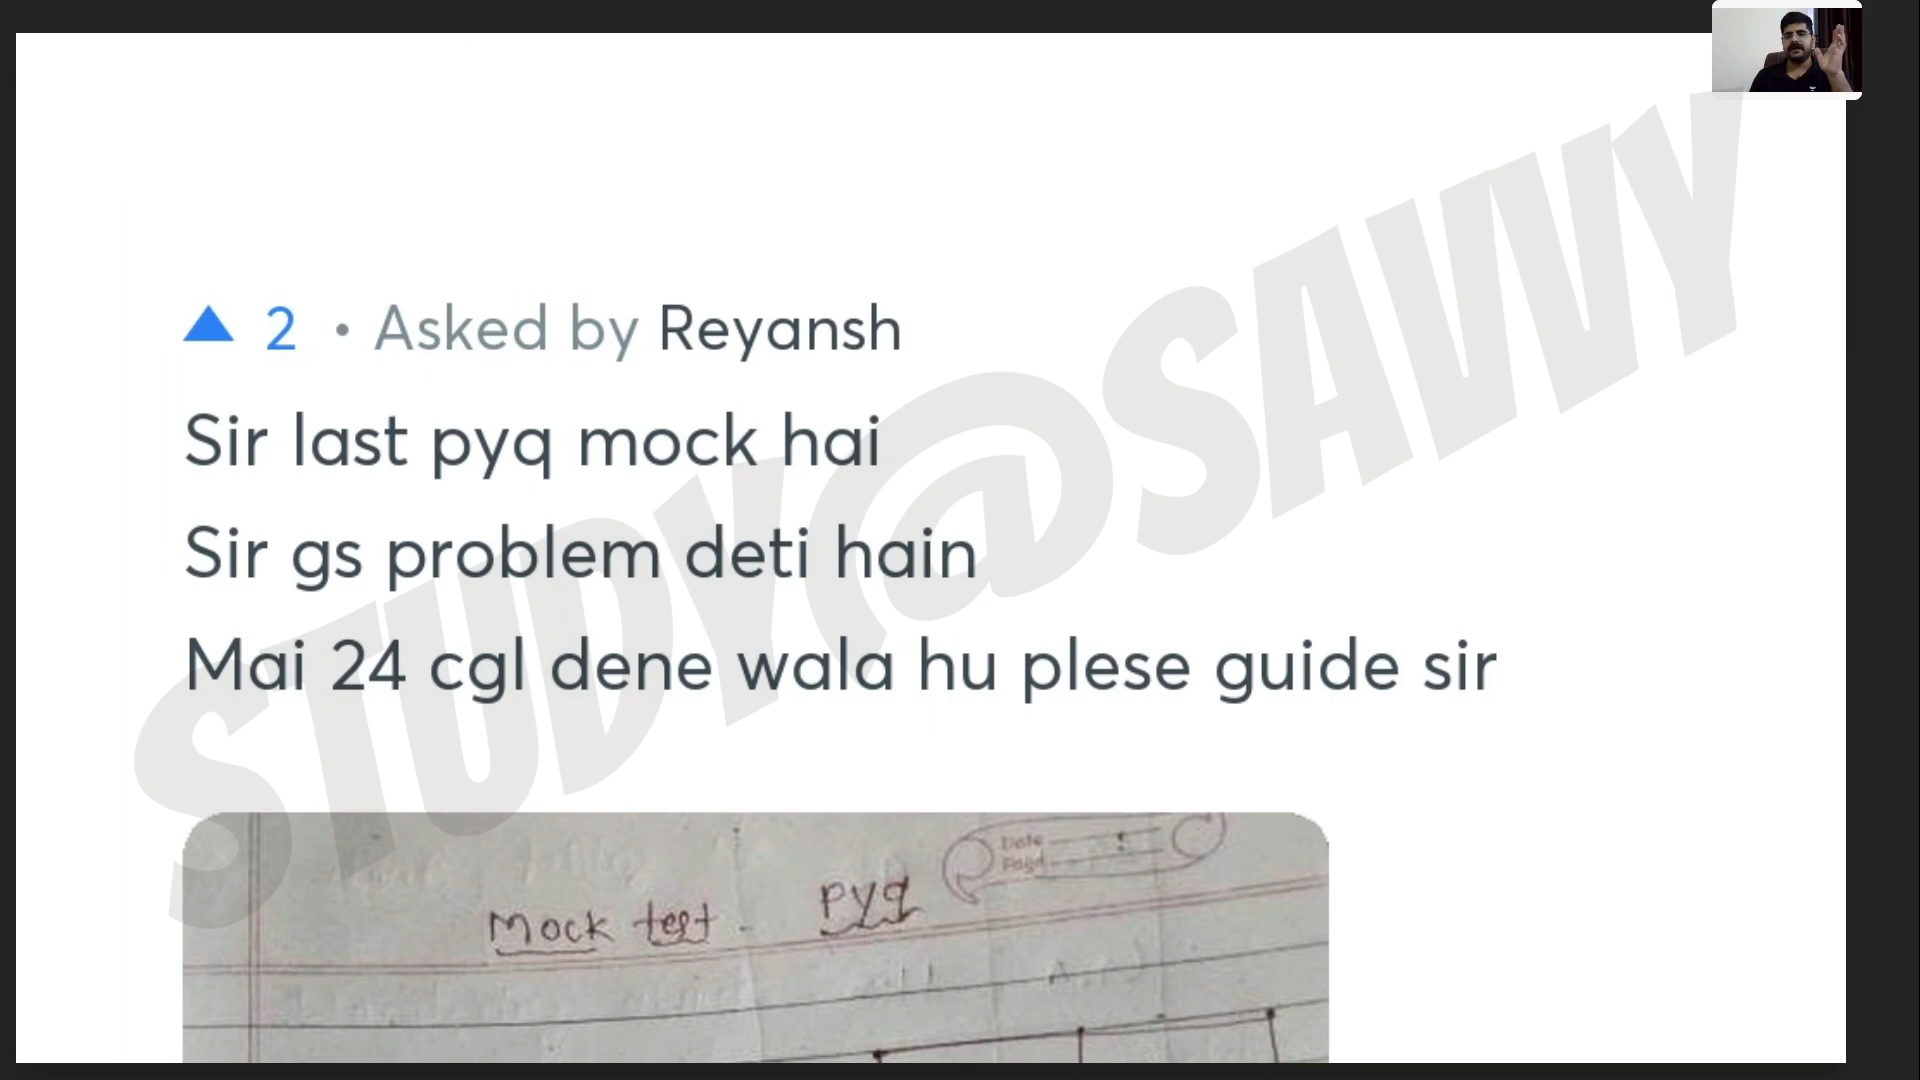 ▲ 2 • Asked by Reyansh
Sir last pyq mock hai
Sir gs problem deti hain
Mai 24 cgl dene wala hu plese guide sir
STUDY@SAVVY
Date
Page
Mock test. pyq